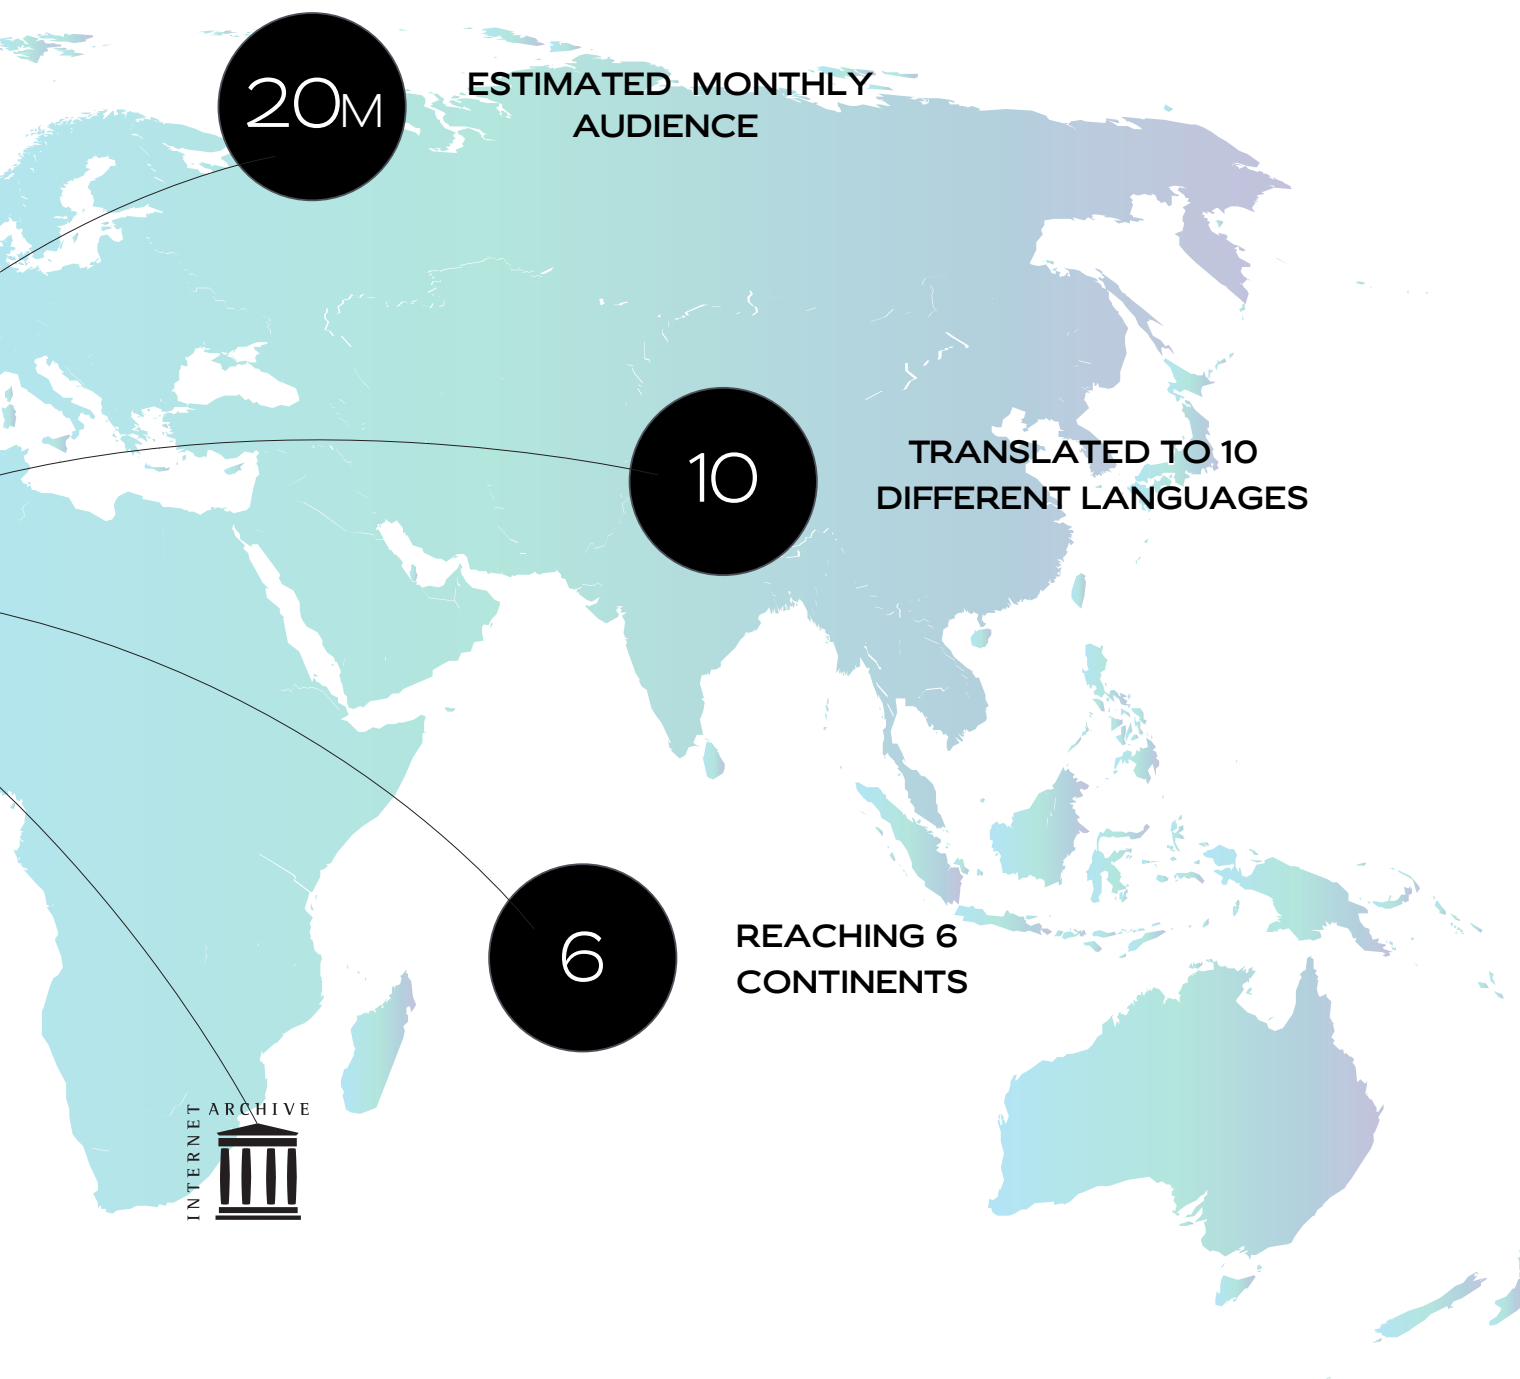 20M
ESTIMATED MONTHLY
AUDIENCE
10
TRANSLATED TO 10
DIFFERENT LANGUAGES
6
REACHING 6
CONTINENTS
INTERNET
ARCHIVE